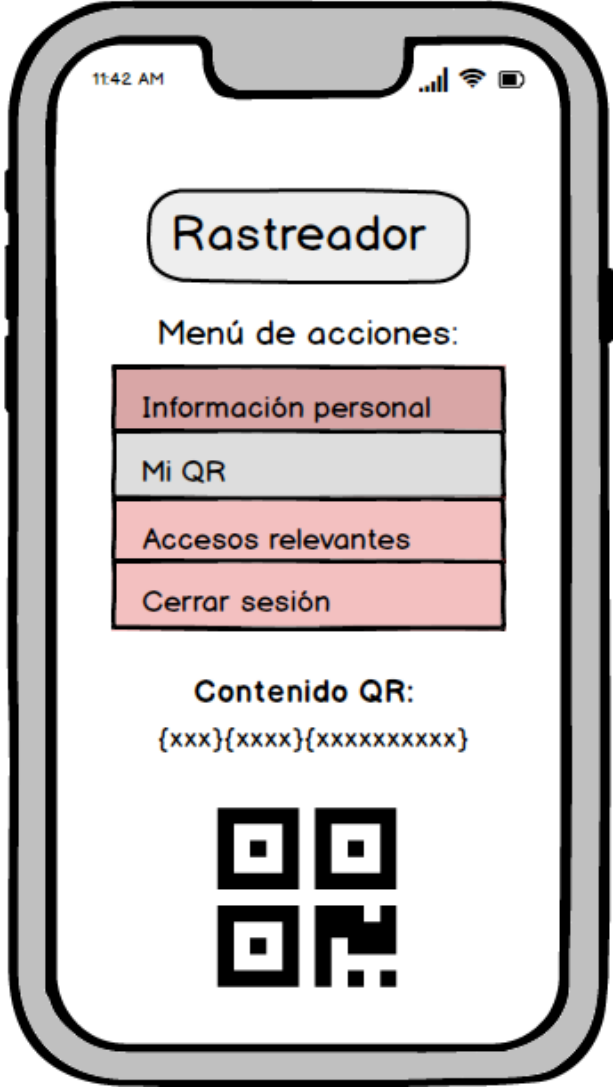 11:42 AM
Rastreador
Menú de acciones:
Información personal
Mi QR
Accesos relevantes
Cerrar sesión
Contenido QR:
{xxx}{xxxx}{xxxxxxxxxx}